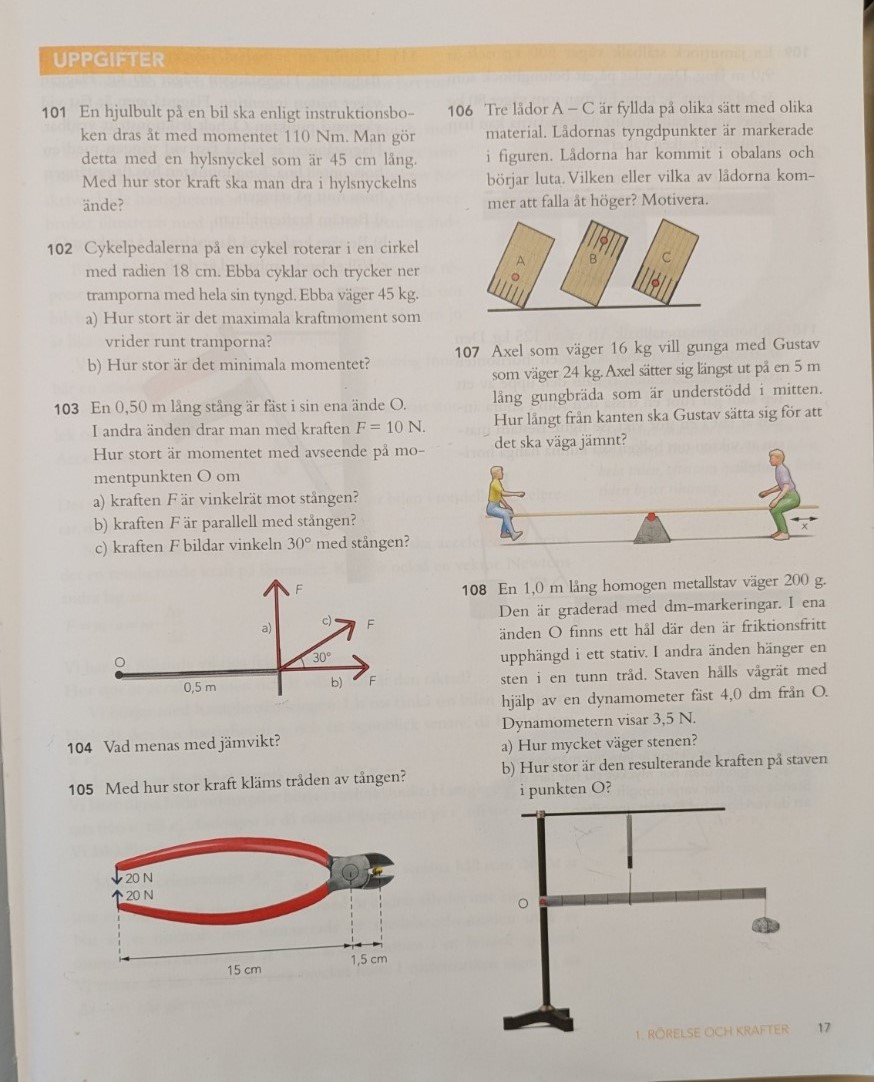 UPPGIFTER
101 En hjulbult på en bil ska enligt instruktionsbo-
ken dras åt med momentet 110 Nm. Man gör
detta med en hylsnyckel som är 45 cm lång.
Med hur stor kraft ska man dra i hylsnyckelns
ände?
102 Cykelpedalerna på en cykel roterar i en cirkel
med radien 18 cm. Ebba cyklar och trycker ner
tramporna med hela sin tyngd. Ebba väger 45 kg.
a) Hur stort är det maximala kraftmoment som
vrider runt tramporna?
b) Hur stor är det minimala momentet?
103 En 0,50 m lång stång är fäst i sin ena ände O.
I andra änden drar man med kraften F = 10 N.
Hur stort är momentet med avseende på mo-
mentpunkten O om
a) kraften F är vinkelrät mot stången?
b) kraften F är parallell med stången?
c) kraften F bildar vinkeln 30° med stången?
F
a)
c)
F
30°
O
0,5 m
b)
F
104 Vad menas med jämvikt?
105 Med hur stor kraft kläms tråden av tången?
20 N
20 N
15 cm
1,5 cm
106 Tre lådor A – C är fyllda på olika sätt med olika
material. Lådornas tyngdpunkter är markerade
i figuren. Lådorna har kommit i obalans och
börjar luta. Vilken eller vilka av lådorna kom-
mer att falla åt höger? Motivera.
A
B
C
107 Axel som väger 16 kg vill gunga med Gustav
som väger 24 kg. Axel sätter sig längst ut på en 5 m
lång gungbräda som är understödd i mitten.
Hur långt från kanten ska Gustav sätta sig för att
det ska väga jämnt?
x
108 En 1,0 m lång homogen metallstav väger 200 g.
Den är graderad med dm-markeringar. I ena
änden O finns ett hål där den är friktionsfritt
upphängd i ett stativ. I andra änden hänger en
sten i en tunn tråd. Staven hålls vågrät med
hjälp av en dynamometer fäst 4,0 dm från O.
Dynamometern visar 3,5 N.
a) Hur mycket väger stenen?
b) Hur stor är den resulterande kraften på staven
i punkten O?
O
1. RÖRELSE OCH KRAFTER 17